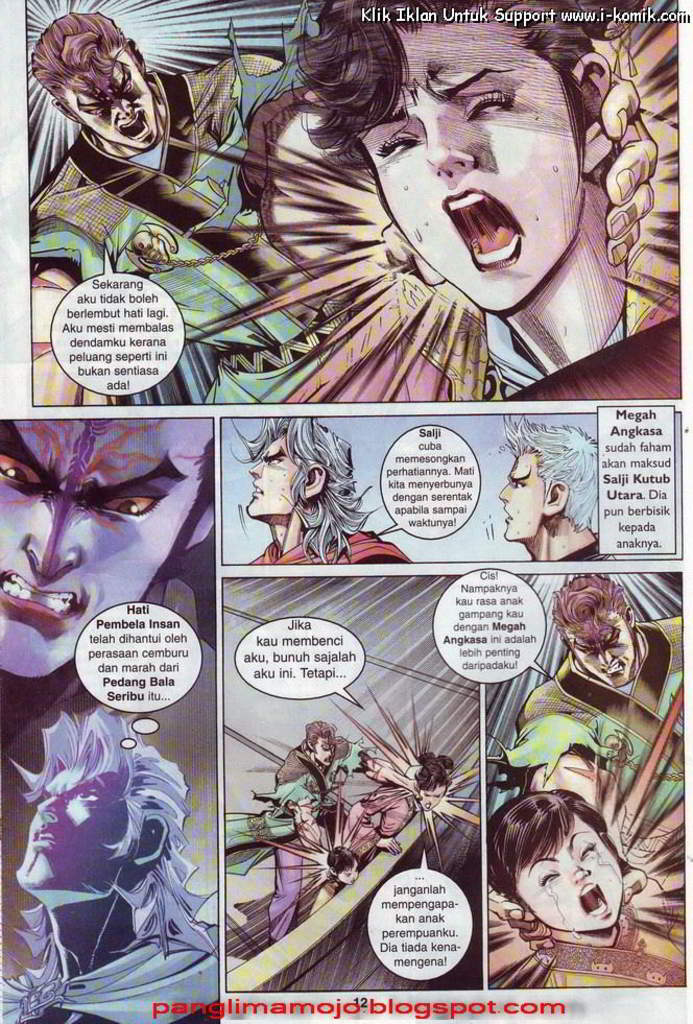 Klik Iklan Untuk Support www.i-komik.com
Sekarang
aku tidak boleh
berlembut hati lagi.
Aku mesti membalas
dendamku kerana
peluang seperti ini
bukan sentiasa
ada!
Salji
cuba
memesongkan
perhatiannya. Mati
kita menyerbunya
dengan serentak
apabila sampai
waktunya!
Megah
Angkasa
sudah faham
akan maksud
Salji Kutub
Utara. Dia
pun berbisik
kepada
anaknya.
Hati
Pembela Insan
telah dihantui oleh
perasaan cemburu
dan marah dari
Pedang Bala
Seribu itu...
Jika
kau membenci
aku, bunuh sajalah
aku ini. Tetapi...
...
janganlah
mempengapa-
kan anak
perempuanku.
Dia tiada kena-
mengena!
Cis!
Nampaknya
kau rasa anak
gampang kau
dengan Megah
Angkasa ini adalah
lebih penting
daripadaku!
12
panglimamojo.blogspot.com